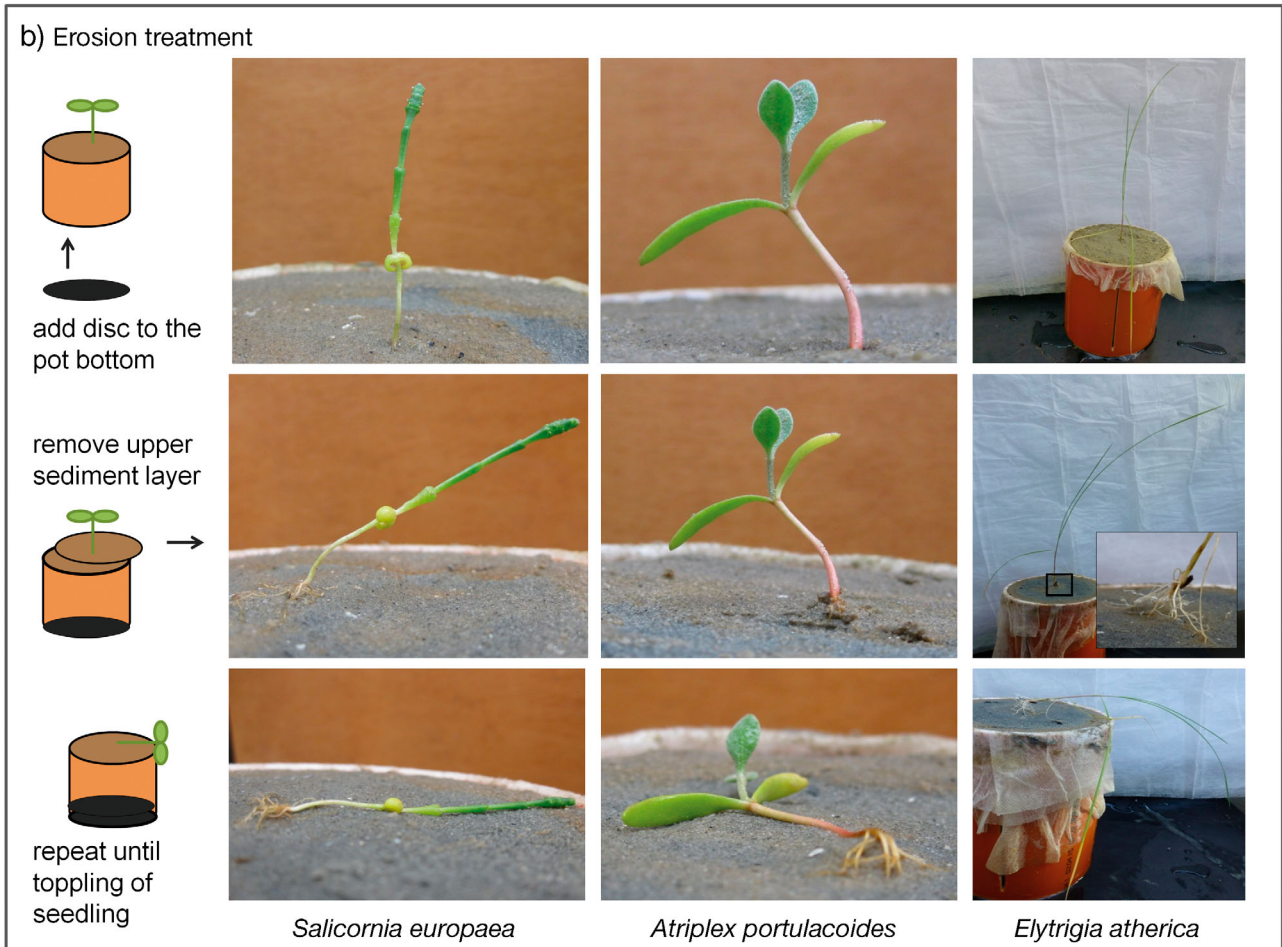 b) Erosion treatment
add disc to the
pot bottom
remove upper
sediment layer
repeat until
toppling of
seedling
Salicornia europaea
Atriplex portulacoides
Elytrigia atherica